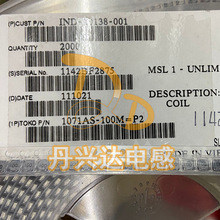 (P)CUST P/N
QUANTITY
2000
(S)SERIAL NO.
MSL 1 - UNLIM
(D)DATE
DESCRIPTION:
111021
COIL
(1P)TOKO P/N
1071AS-100M=P2
丹兴达电感